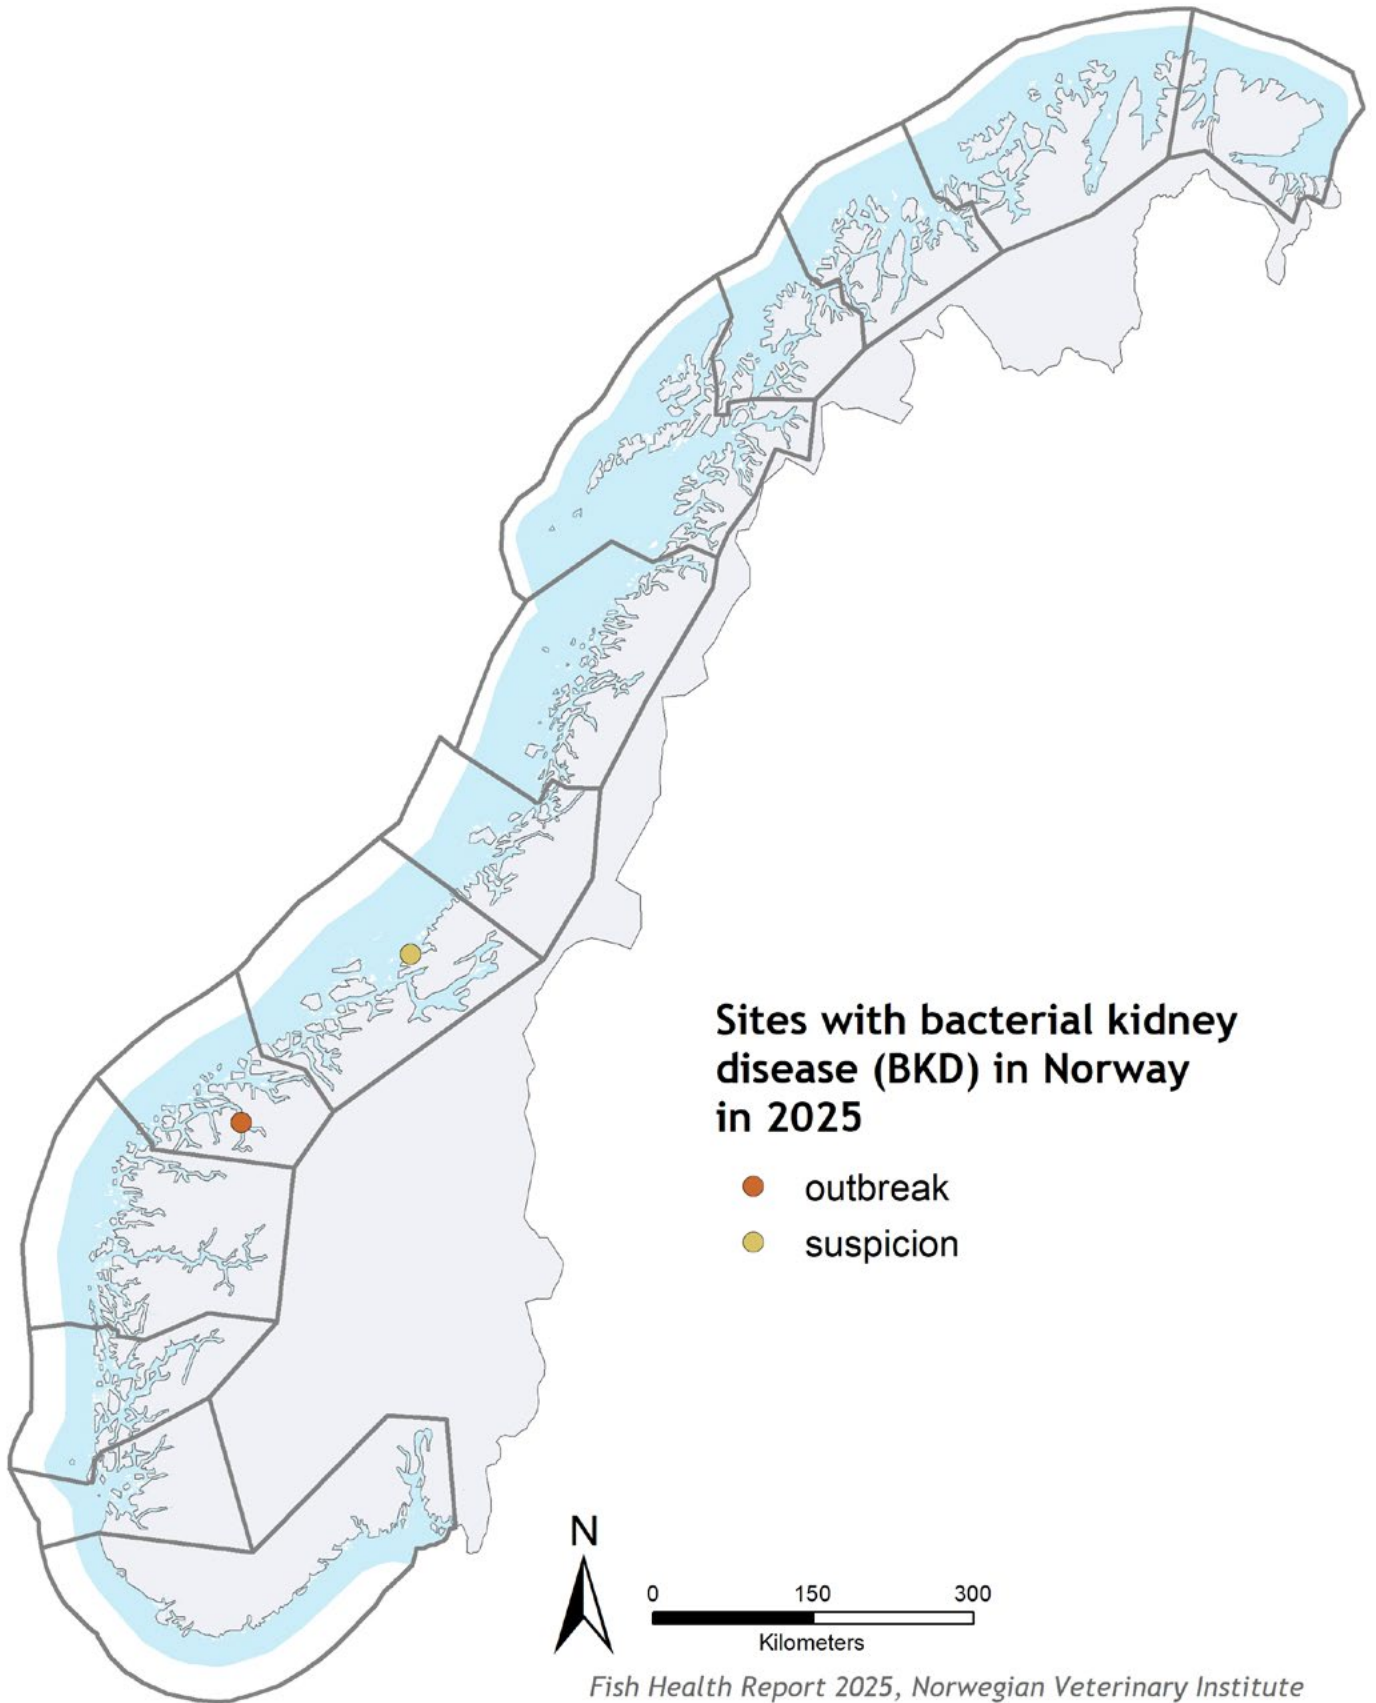 Sites with bacterial kidney
disease (BKD) in Norway
in 2025
outbreak
suspicion
N
0 150 300
Kilometers
Fish Health Report 2025, Norwegian Veterinary Institute